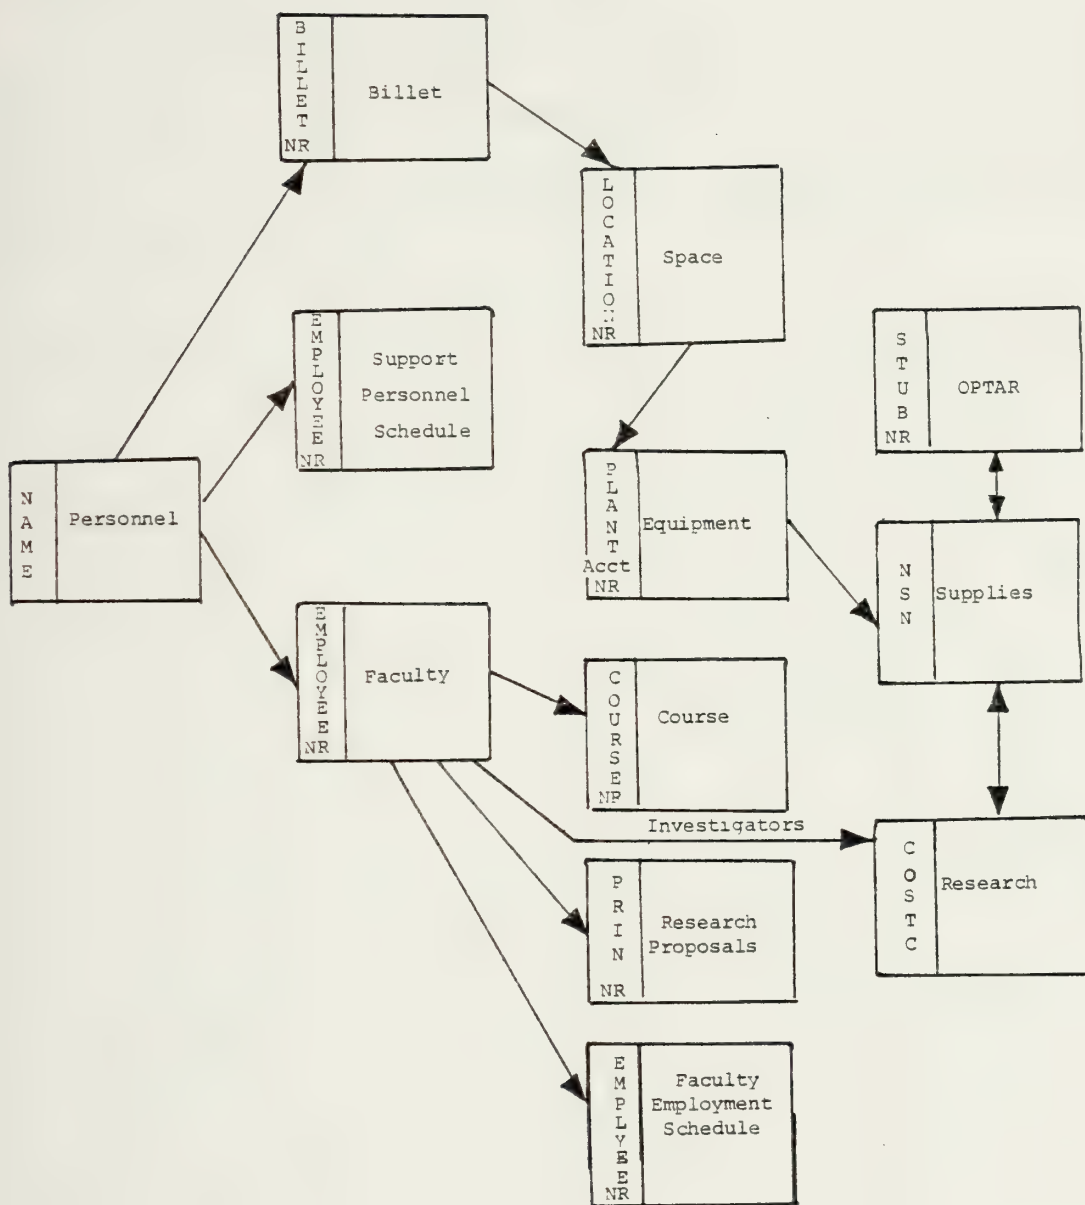 BILLET
NR
Billet
LOCATION
NR
Space
EMPLOYEE
NR
Support
Personnel
Schedule
STUB
NR
OPTAR
NAME
Personnel
PLANT
Acct
NR
Equipment
NSN
Supplies
EMPLOYEE
NR
Faculty
COURSE
NR
Course
Investigators
COSTC
Research
PRIN
NR
Research
Proposals
EMPLYEE
NR
Faculty
Employment
Schedule